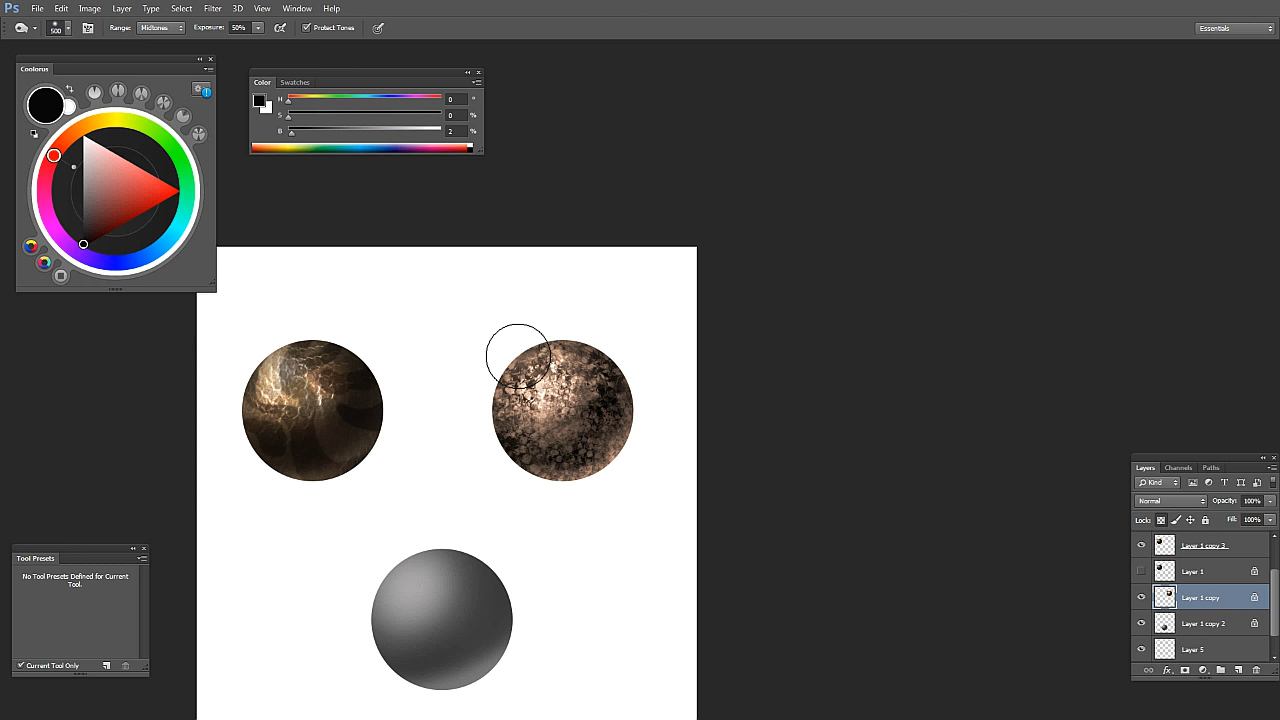 Ps File Edit Image Layer Type Select Filter 3D View Window Help
500 Range: Midtones Exposure: 50% Protect Tones Essentials
Coolorus
Color Swatches
H 0 °
S 0 %
B 2 %
Tool Presets
No Tool Presets Defined for Current
Tool.
Current Tool Only
Layers Channels Paths
Kind
Normal Opacity: 100%
Lock: Fill: 100%
Layer 1 copy 3
Layer 1
Layer 1 copy
Layer 1 copy 2
Layer 5